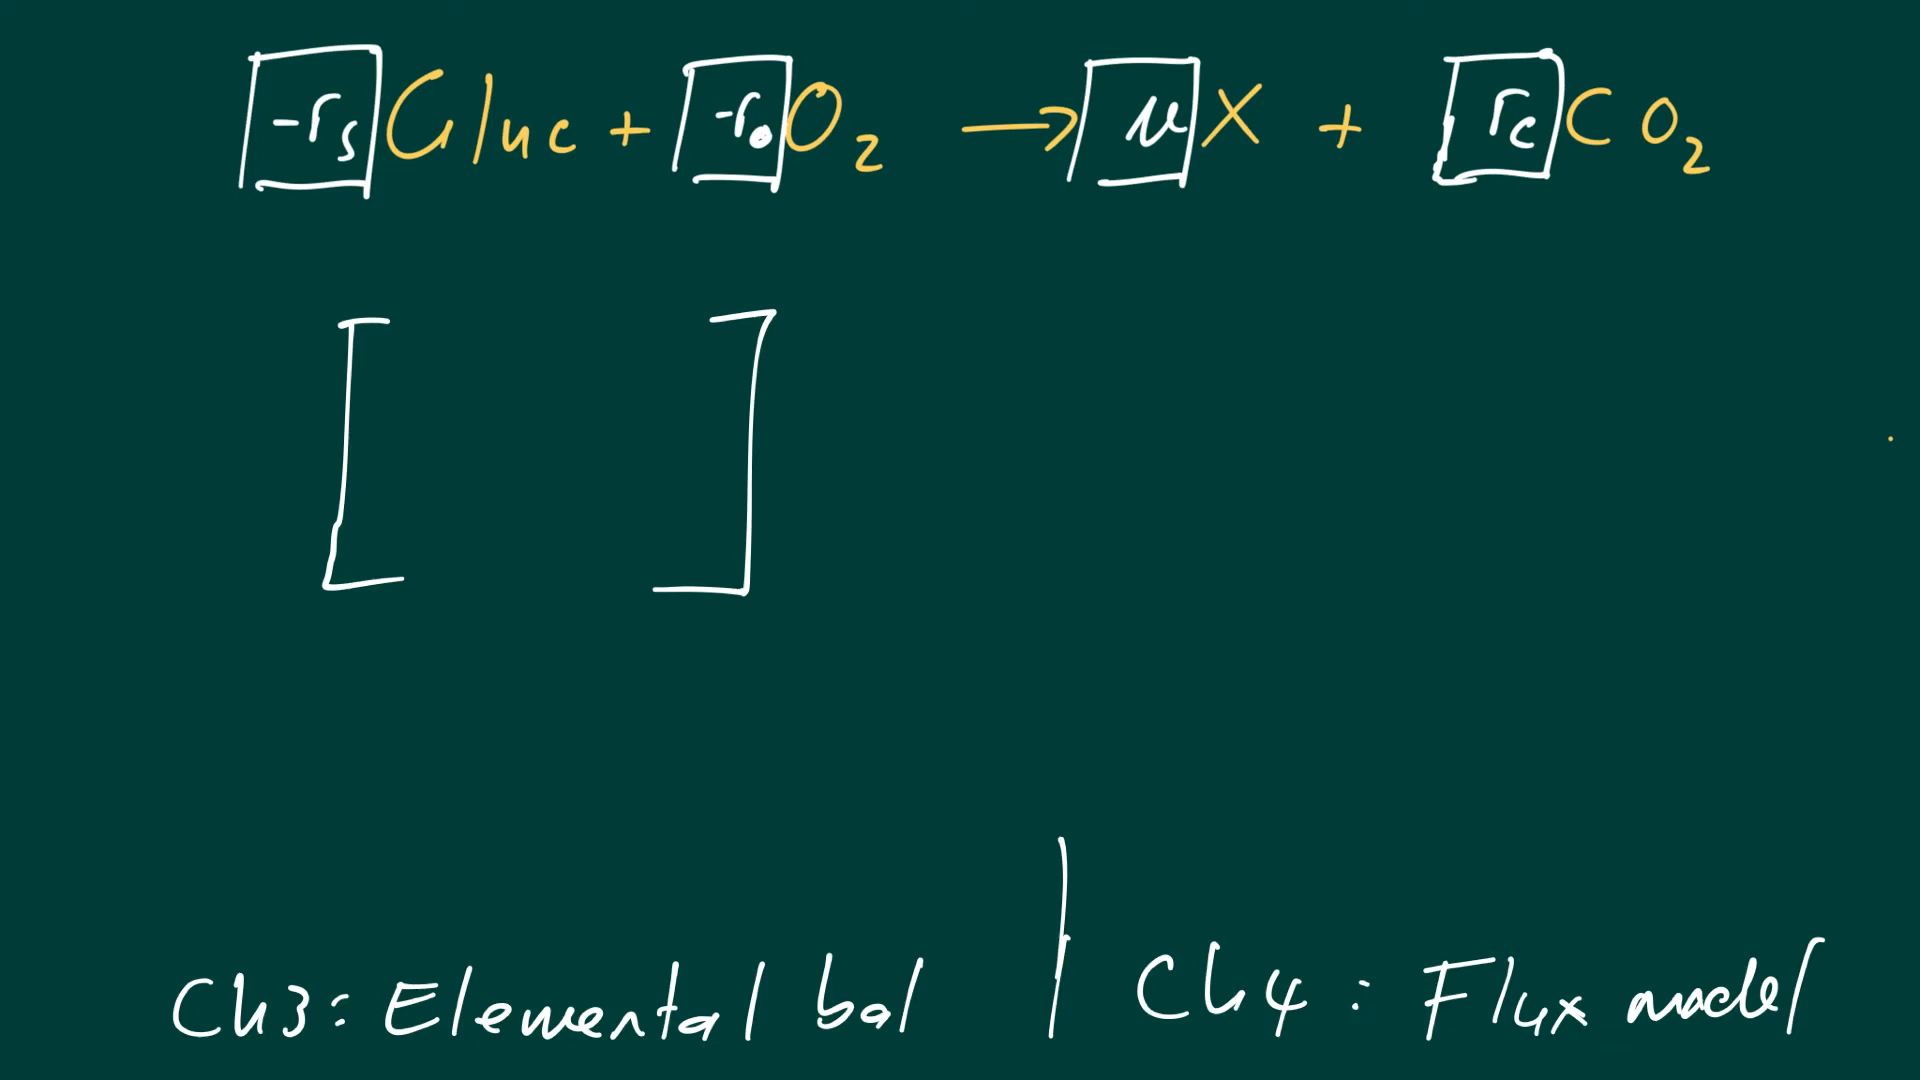 -rs Gluc + -ro O2 → μ X + rc CO2
[ ]
Ch3: Elemental bal | Ch4: Flux model